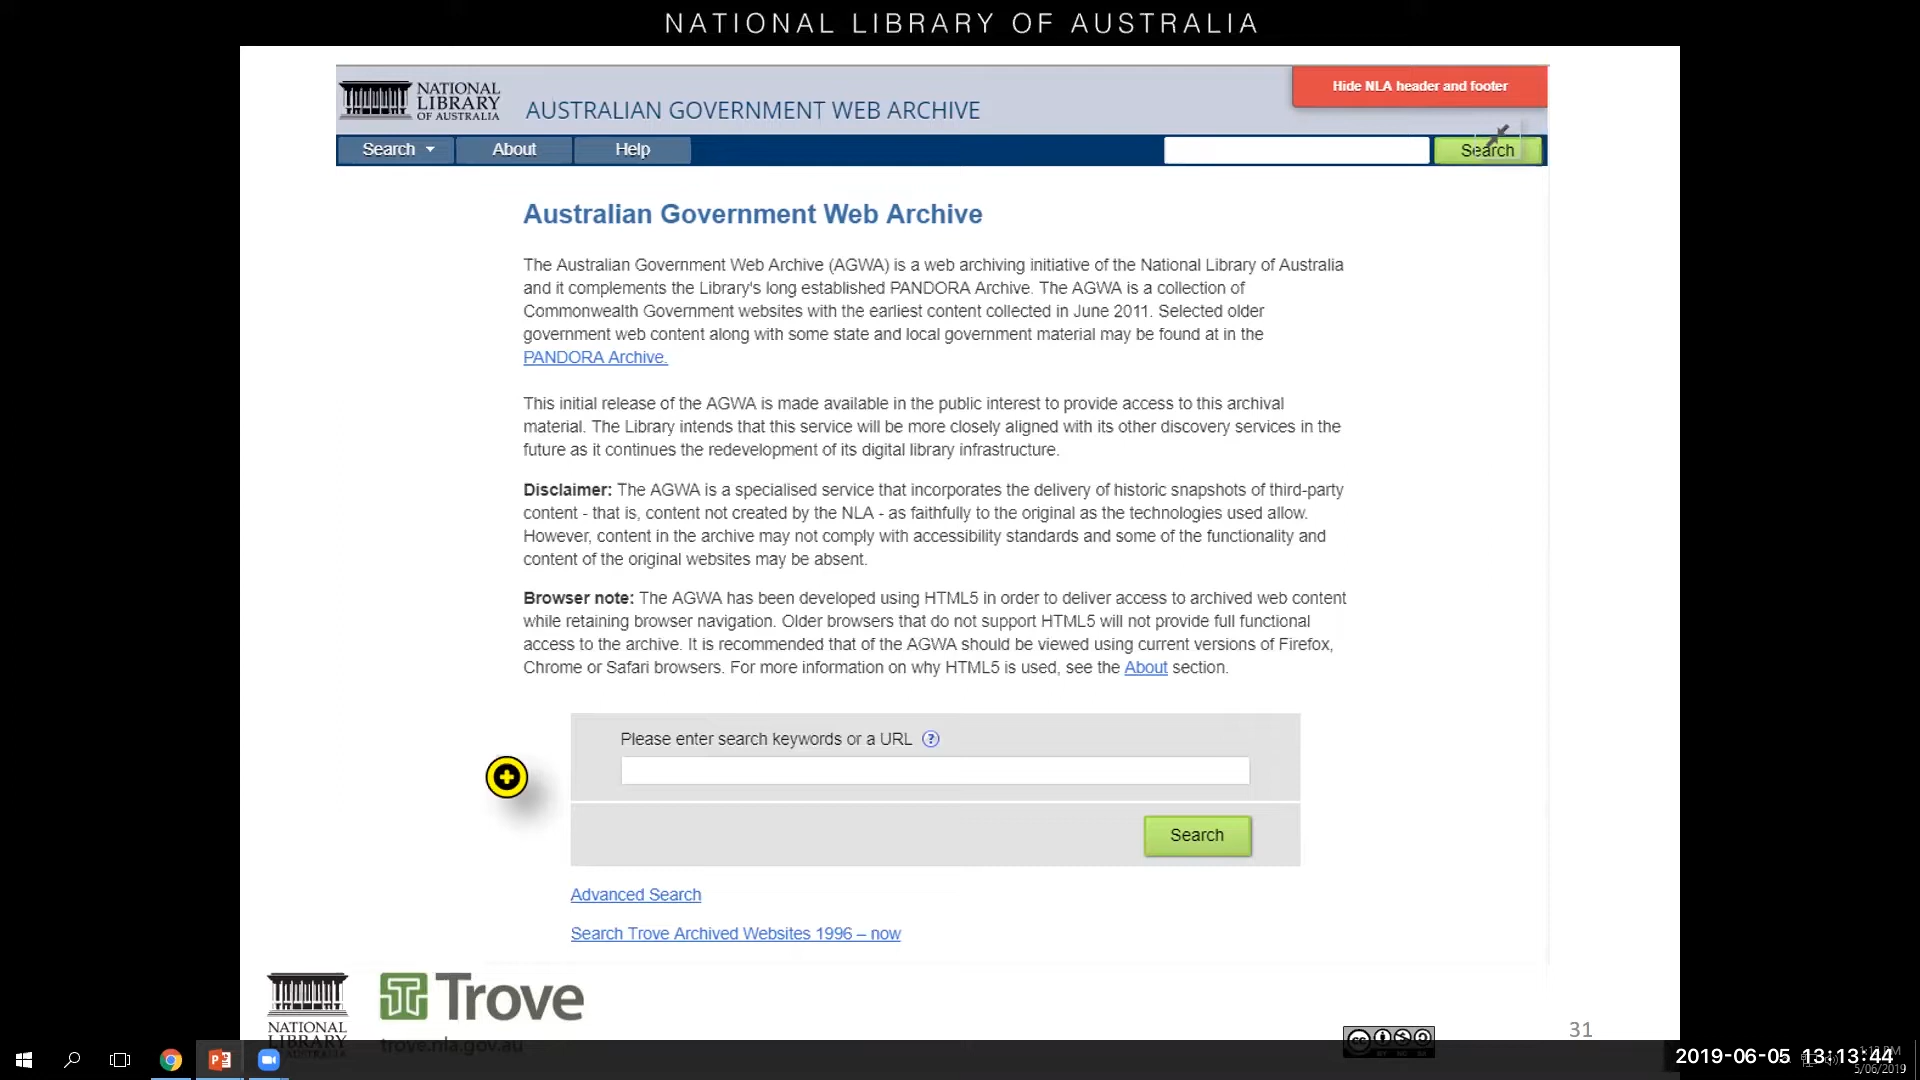 NATIONAL LIBRARY OF AUSTRALIA
NATIONAL
LIBRARY
OF AUSTRALIA
AUSTRALIAN GOVERNMENT WEB ARCHIVE
Hide NLA header and footer
Search About Help Search
Australian Government Web Archive
The Australian Government Web Archive (AGWA) is a web archiving initiative of the National Library of Australia
and it complements the Library's long established PANDORA Archive. The AGWA is a collection of
Commonwealth Government websites with the earliest content collected in June 2011. Selected older
government web content along with some state and local government material may be found at in the
PANDORA Archive.
This initial release of the AGWA is made available in the public interest to provide access to this archival
material. The Library intends that this service will be more closely aligned with its other discovery services in the
future as it continues the redevelopment of its digital library infrastructure.
Disclaimer: The AGWA is a specialised service that incorporates the delivery of historic snapshots of third-party
content - that is, content not created by the NLA - as faithfully to the original as the technologies used allow.
However, content in the archive may not comply with accessibility standards and some of the functionality and
content of the original websites may be absent.
Browser note: The AGWA has been developed using HTML5 in order to deliver access to archived web content
while retaining browser navigation. Older browsers that do not support HTML5 will not provide full functional
access to the archive. It is recommended that of the AGWA should be viewed using current versions of Firefox,
Chrome or Safari browsers. For more information on why HTML5 is used, see the About section.
Please enter search keywords or a URL ?
Search
Advanced Search
Search Trove Archived Websites 1996 – now
NATIONAL
LIBRARY
Trove
trove.nla.gov.au
31
2019-06-05 13:13:44
5/06/2019